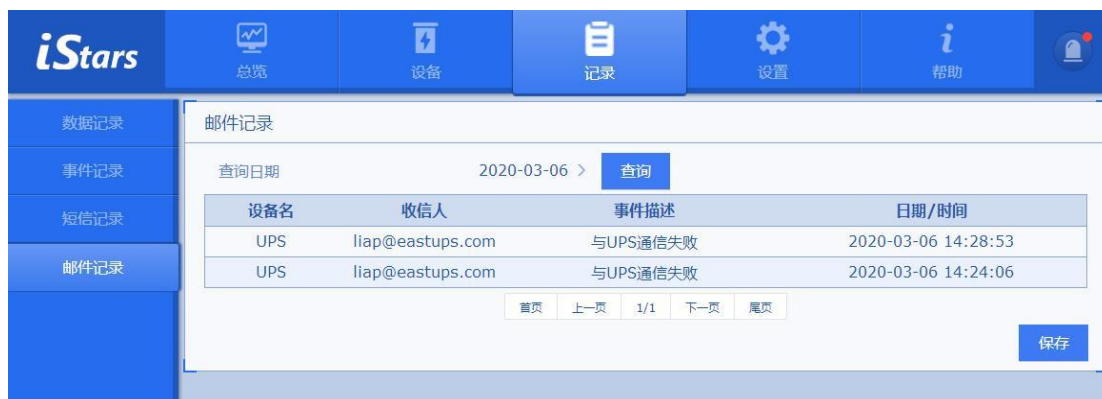 iStars
总览
设备
记录
设置
帮助
数据记录
事件记录
短信记录
邮件记录
邮件记录
查询日期 2020-03-06 > 查询
设备名 收信人 事件描述 日期/时间
UPS liap@eastups.com 与UPS通信失败 2020-03-06 14:28:53
UPS liap@eastups.com 与UPS通信失败 2020-03-06 14:24:06
首页 上一页 1/1 下一页 尾页
保存